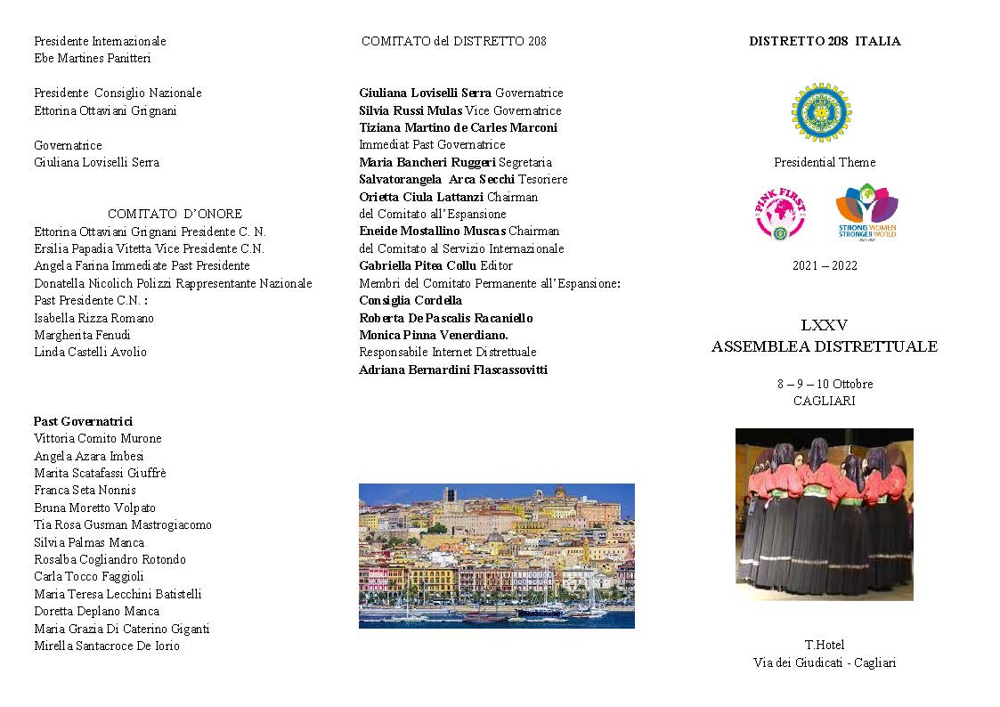 Presidente Internazionale
Ebe Martines Panitteri
Presidente Consiglio Nazionale
Ettorina Ottaviani Grignani
Governatrice
Giuliana Loviselli Serra
COMITATO D'ONORE
Ettorina Ottaviani Grignani Presidente C. N.
Ersilia Papadia Vitetta Vice Presidente C.N.
Angela Farina Immediate Past Presidente
Donatella Nicolich Polizzi Rappresentante Nazionale
Past Presidente C.N. :
Isabella Rizza Romano
Margherita Fenudi
Linda Castelli Avolio
Past Governatrici
Vittoria Comito Murone
Angela Azara Imbesi
Marita Scatafassi Giuffrè
Franca Seta Nonnis
Bruna Moretto Volpato
Tia Rosa Gusman Mastrogiacomo
Silvia Palmas Manca
Rosalba Cogliandro Rotondo
Carla Tocco Faggioli
Maria Teresa Lecchini Batistelli
Doretta Deplano Manca
Maria Grazia Di Caterino Giganti
Mirella Santacroce De Iorio
COMITATO del DISTRETTO 208
Giuliana Loviselli Serra Governatrice
Silvia Russi Mulas Vice Governatrice
Tiziana Martino de Carles Marconi
Immediat Past Governatrice
Maria Bancheri Ruggeri Segretaria
Salvatorangela Arca Secchi Tesoriere
Orietta Ciula Lattanzi Chairman
del Comitato all'Espansione
Eneide Mostallino Muscas Chairman
del Comitato al Servizio Internazionale
Gabriella Pitea Collu Editor
Membri del Comitato Permanente all'Espansione:
Consiglia Cordella
Roberta De Pascalis Racaniello
Monica Pinna Venerdiano.
Responsabile Internet Distrettuale
Adriana Bernardini Flascassovitti
DISTRETTO 208 ITALIA
Presidential Theme
PINK FIRST
STRONG WOMEN
STRONGER WORLD
2021-2024
2021 – 2022
LXXV
ASSEMBLEA DISTRETTUALE
8 – 9 – 10 Ottobre
CAGLIARI
T.Hotel
Via dei Giudicati - Cagliari